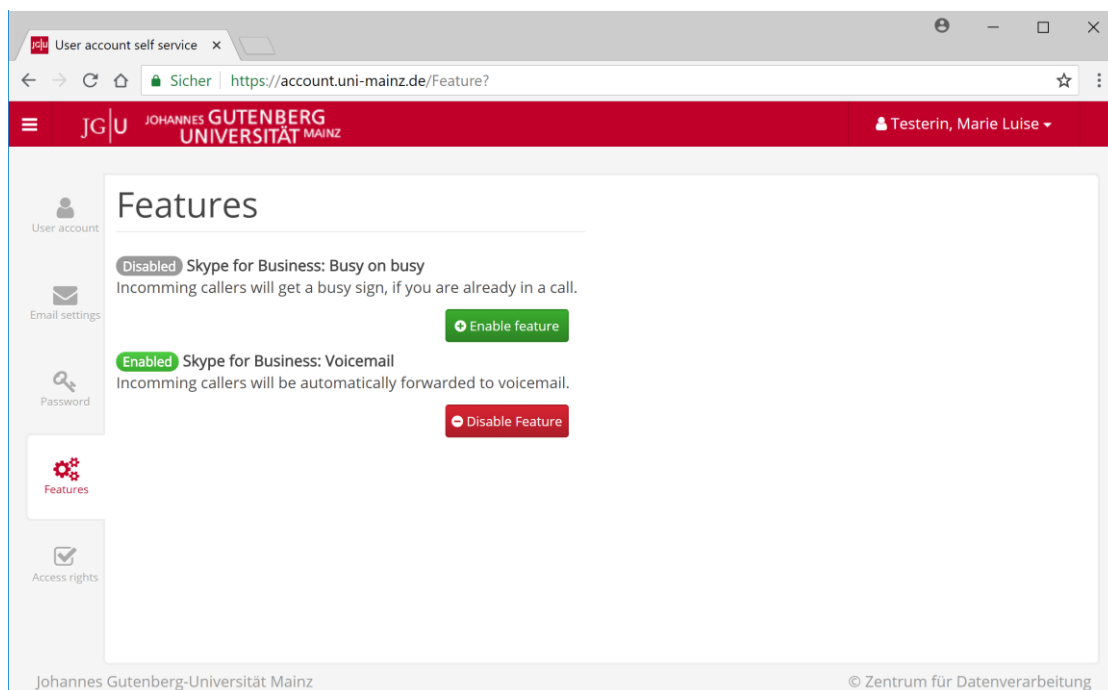 User account self service
Sicher https://account.uni-mainz.de/Feature?
JG|U JOHANNES GUTENBERG
UNIVERSITÄT MAINZ
Testerin, Marie Luise
Features
User account
Disabled Skype for Business: Busy on busy
Incomming callers will get a busy sign, if you are already in a call.
Email settings
Enable feature
Enabled Skype for Business: Voicemail
Incomming callers will be automatically forwarded to voicemail.
Password
Disable Feature
Features
Access rights
Johannes Gutenberg-Universität Mainz
© Zentrum für Datenverarbeitung